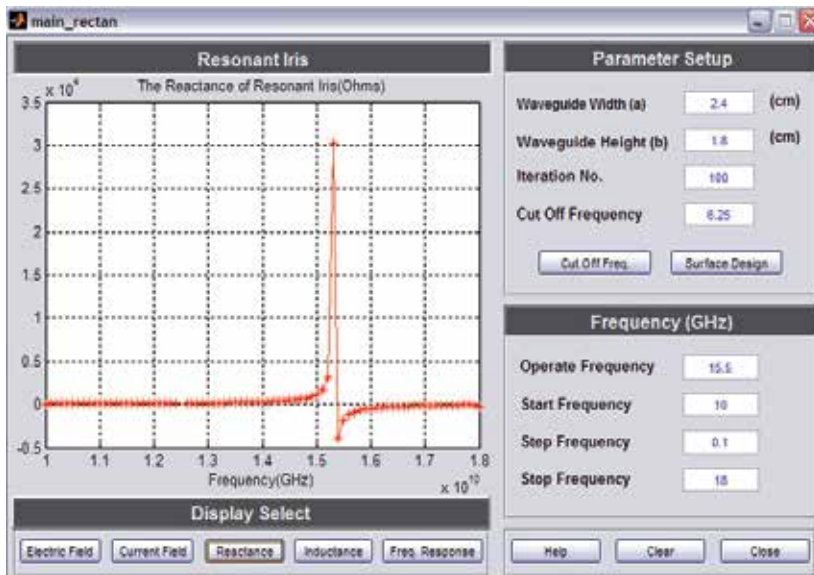 main_rectan
Resonant Iris
The Reactance of Resonant Iris(Ohms)
x 10^4
3.5
3
2.5
2
1.5
1
0.5
0
-0.5
1 1.1 1.2 1.3 1.4 1.5 1.6 1.7 1.8
Frequency(GHz)
x 10^10
Display Select
Electric Field Current Field Reactance Inductance Freq. Response
Parameter Setup
Waveguide Width (a) 2.4 (cm)
Waveguide Height (b) 1.8 (cm)
Iteration No. 100
Cut Off Frequency 6.25
Cut Off Freq. Surface Design
Frequency (GHz)
Operate Frequency 15.5
Start Frequency 10
Step Frequency 0.1
Stop Frequency 18
Help Clear Close